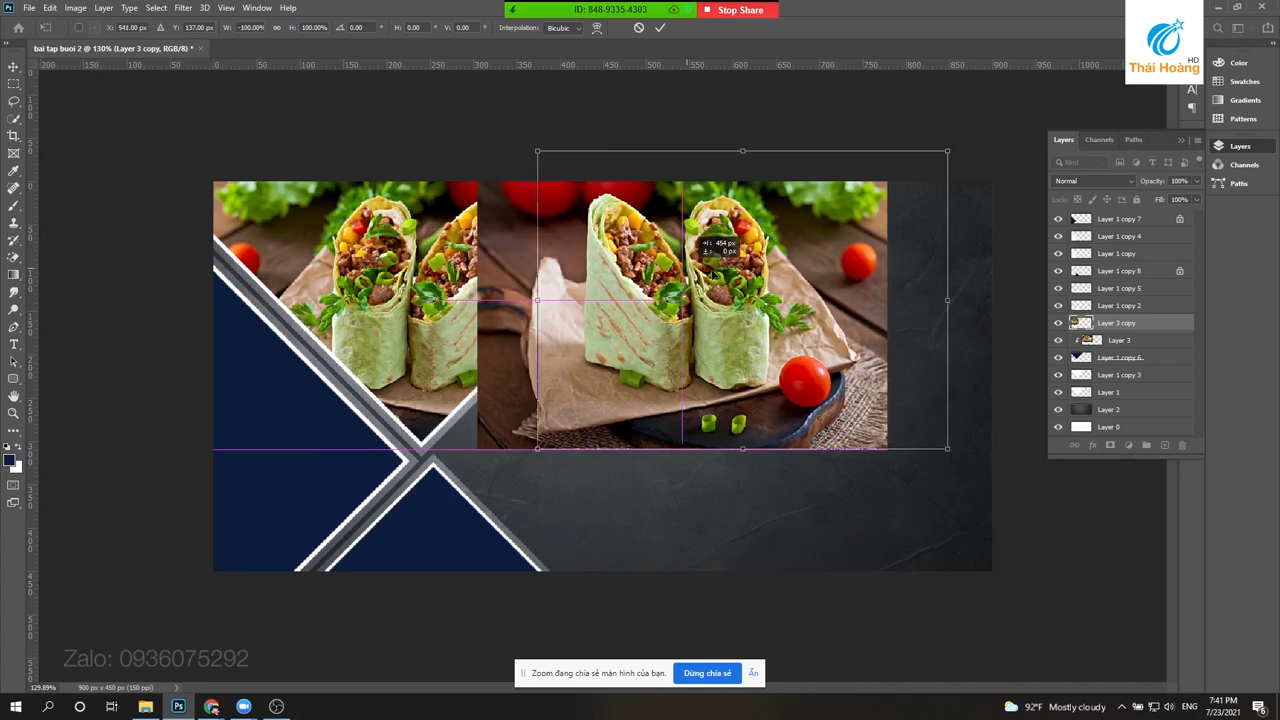 File Edit Image Layer Type Select Filter 3D View Window Help
ID: 848-9335-4303 Stop Share
X: 541.00 px Y: 137.00 px W: -100.00% H: 100.00% 0.00 ° H: 0.00 ° V: 0.00 ° Interpolation: Bicubic
bai tap buoi 2 @ 130% (Layer 3 copy, RGB/8) *
HD
Thái Hoàng
Color
Swatches
Gradients
Patterns
Layers
Channels
Paths
Layers Channels Paths
Kind
Normal Opacity: 100%
Lock: Fill: 100%
Layer 1 copy 7
Layer 1 copy 4
Layer 1 copy
Layer 1 copy 8
Layer 1 copy 5
Layer 1 copy 2
Layer 3 copy
Layer 3
Layer 1 copy 6
Layer 1 copy 3
Layer 1
Layer 2
Layer 0
454 px
0 px
Zalo: 0936075292
Zoom đang chia sẻ màn hình của bạn. Dừng chia sẻ Ẩn
129.89% 900 px x 450 px (150 ppi)
92°F Mostly cloudy
7:41 PM
7/23/2021